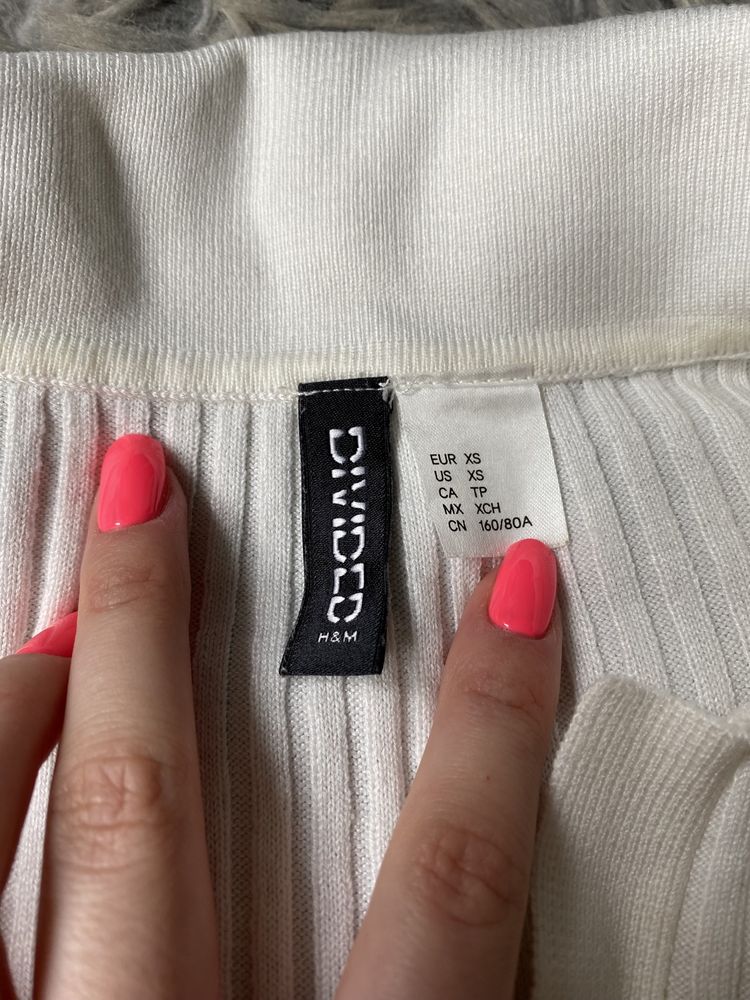 DIVIDED
H&M
EUR XS
US XS
CA TP
MX XCH
CN 160/80A